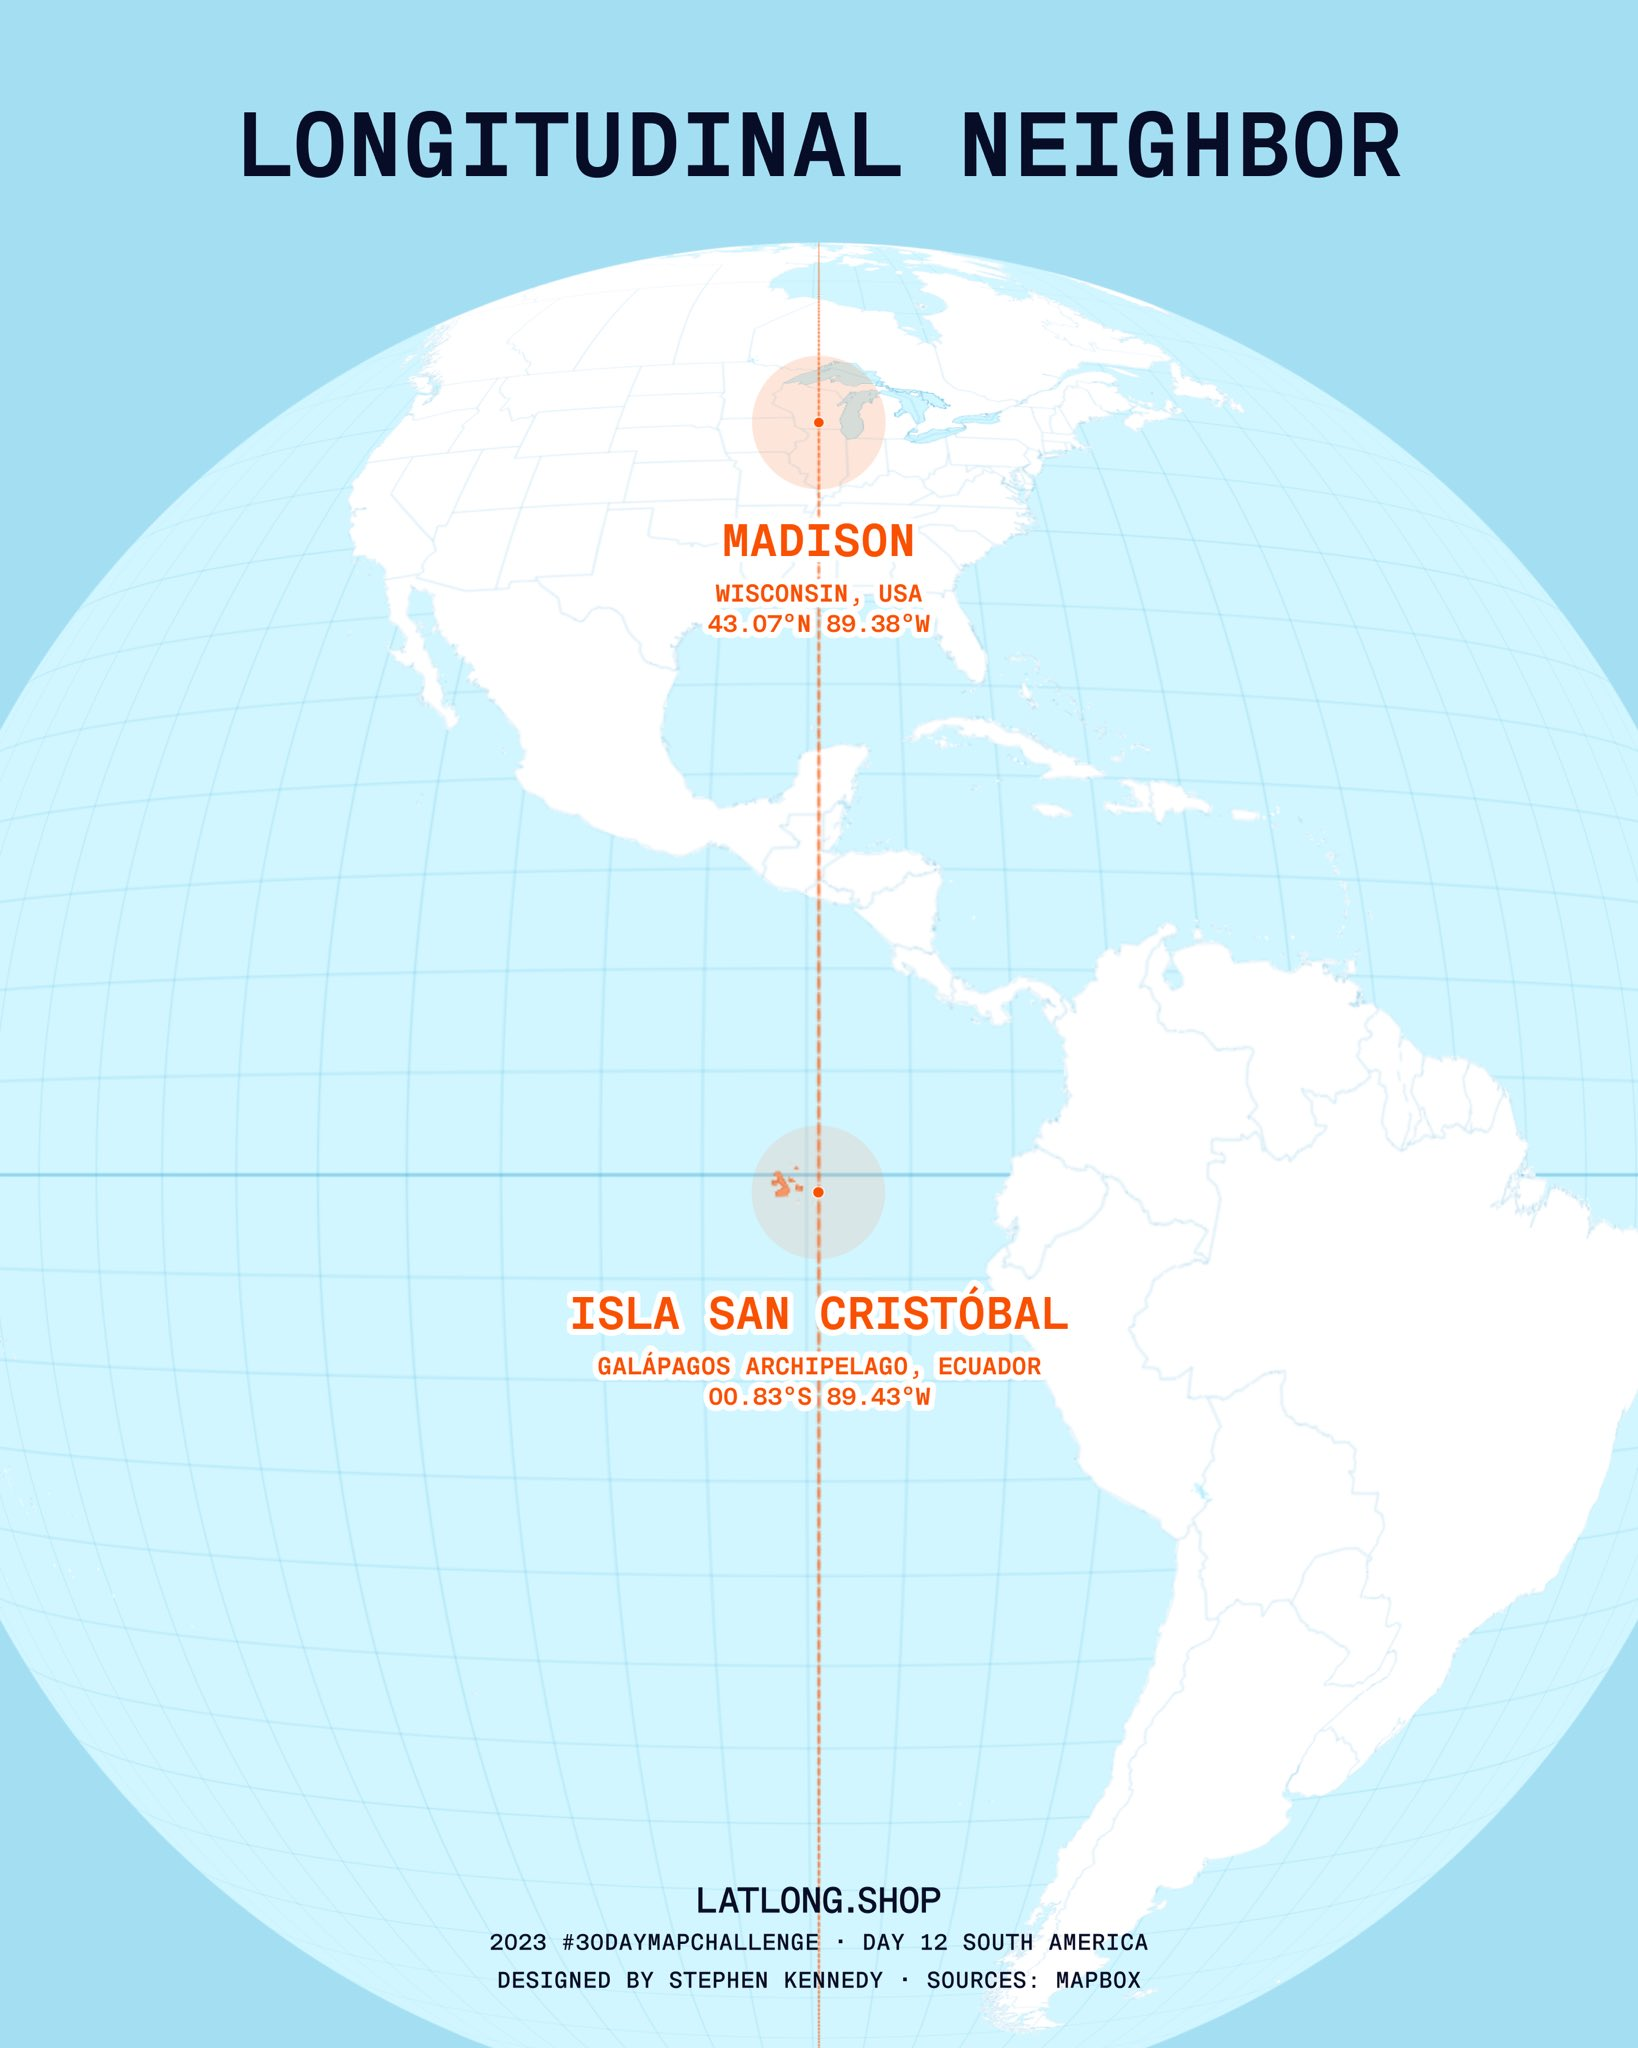 LONGITUDINAL NEIGHBOR
MADISON
WISCONSIN, USA
43.07°N 89.38°W
ISLA SAN CRISTÓBAL
GALÁPAGOS ARCHIPELAGO, ECUADOR
00.83°S 89.43°W
LATLONG.SHOP
2023 #30DAYMAPCHALLENGE · DAY 12 SOUTH AMERICA
DESIGNED BY STEPHEN KENNEDY · SOURCES: MAPBOX